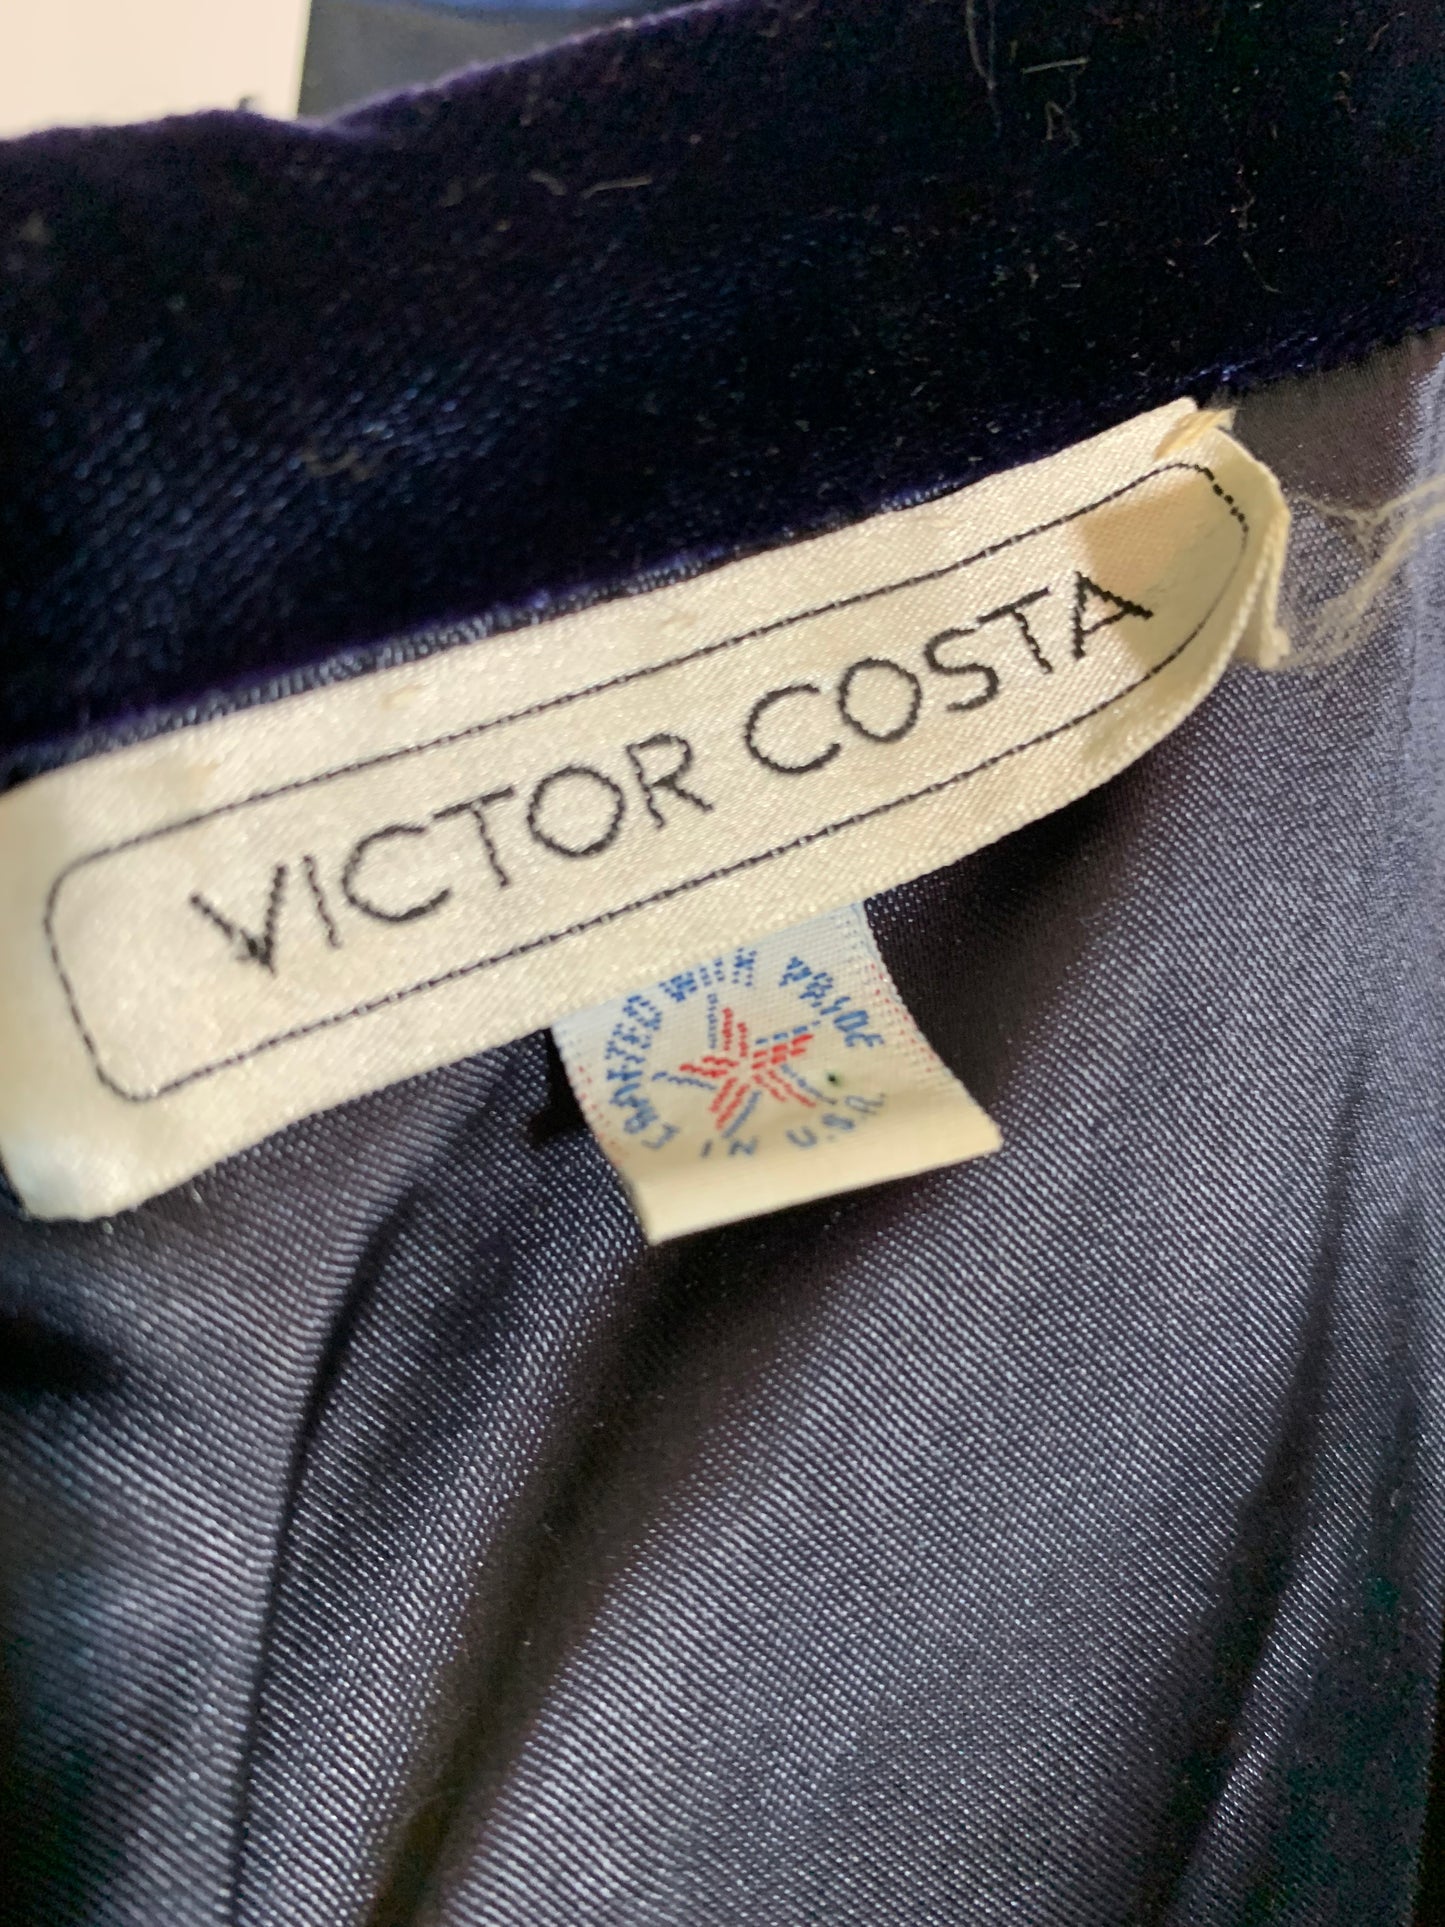 VICTOR COSTA
CRAFTED WITH PRIDE
IN U.S.A.